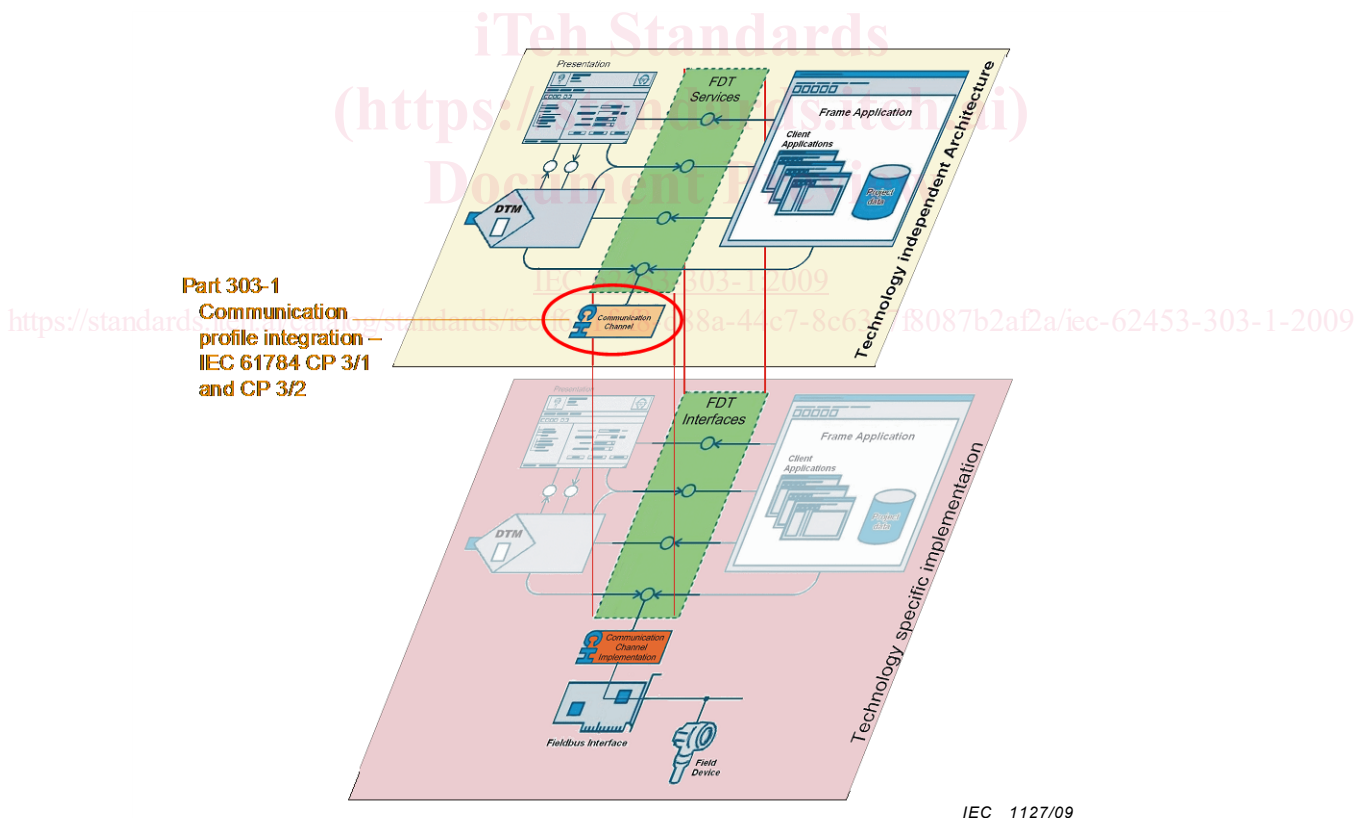 iTeh Standards
(https://standards.iteh.ai)
Document Preview
Presentation
FDT
Services
Frame Application
Client
Applications
Project
data
DTM
Technology independent Architecture
IEC 62453-303-1:2009
Part 303-1
Communication
profile integration –
IEC 61784 CP 3/1
and CP 3/2
CH
Communication
Channel
Presentation
FDT
Interfaces
Frame Application
Client
Applications
Project
data
DTM
Technology specific implementation
CH
Communication
Channel
Implementation
Fieldbus Interface
Field
Device
IEC 1127/09